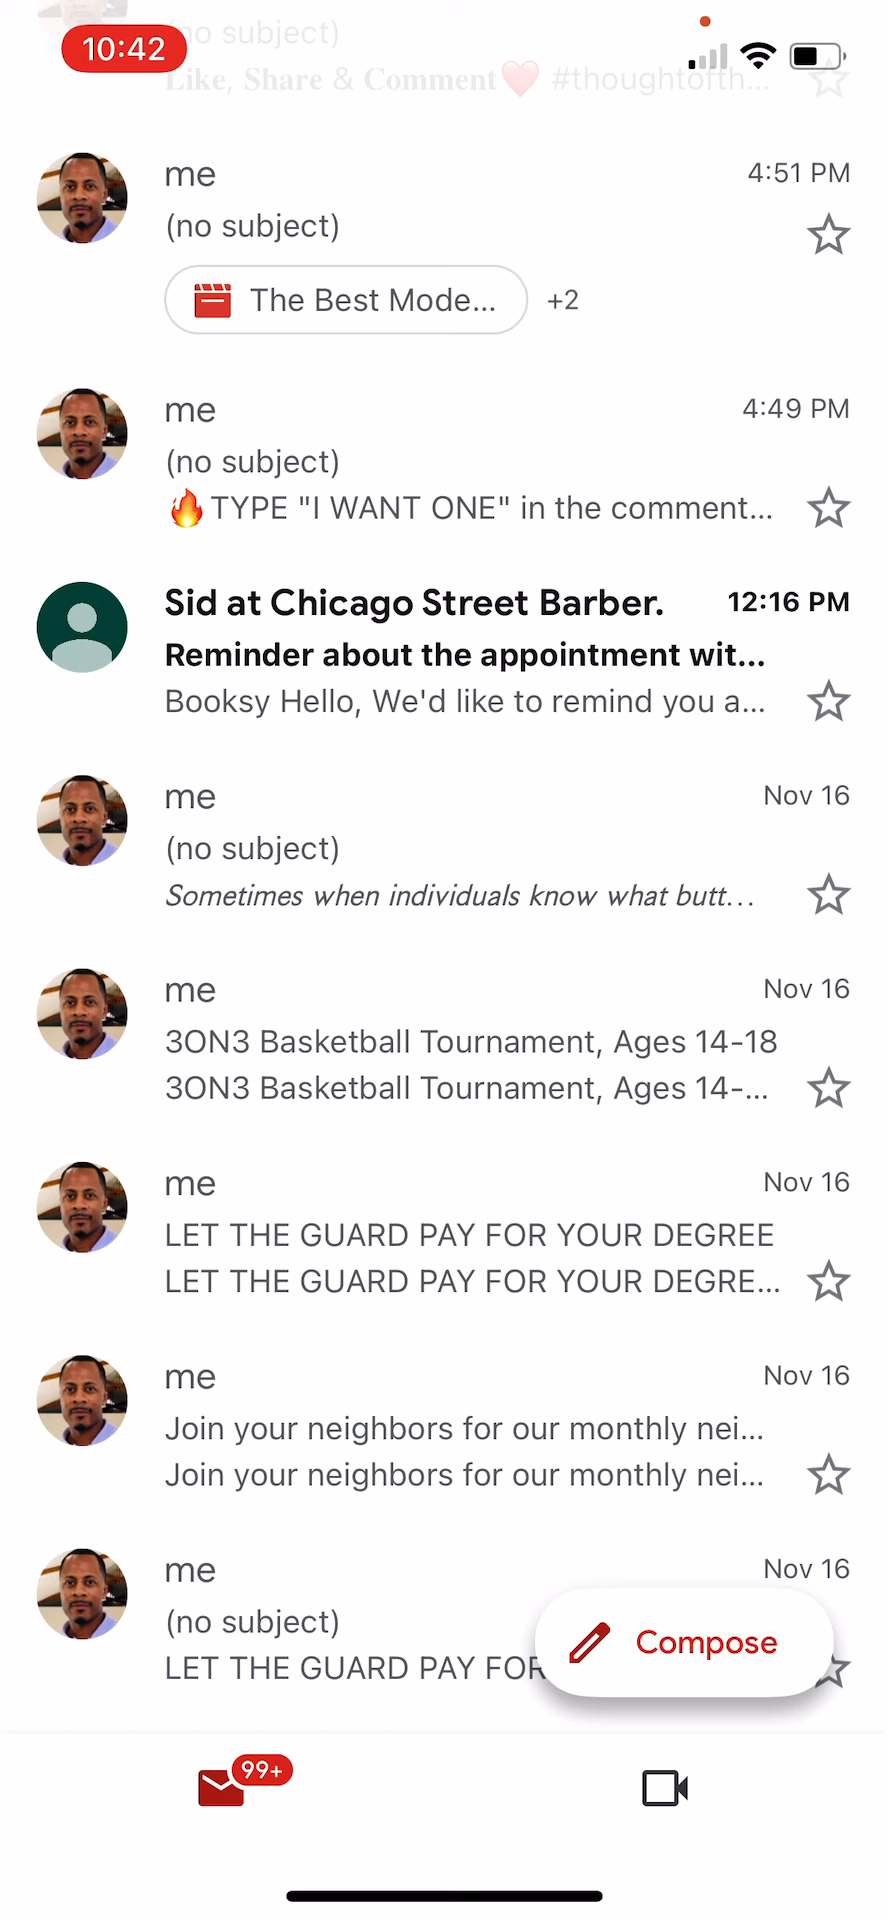 (no subject)
10:42
𝐋𝐢𝐤𝐞, 𝐒𝐡𝐚𝐫𝐞 & 𝐂𝐨𝐦𝐦𝐞𝐧𝐭❤️ #thoughtofth...
me 4:51 PM
(no subject)
The Best Mode... +2
me 4:49 PM
(no subject)
🔥TYPE "I WANT ONE" in the comment...
Sid at Chicago Street Barber. 12:16 PM
Reminder about the appointment wit...
Booksy Hello, We'd like to remind you a...
me Nov 16
(no subject)
Sometimes when individuals know what butt...
me Nov 16
3ON3 Basketball Tournament, Ages 14-18
3ON3 Basketball Tournament, Ages 14-...
me Nov 16
LET THE GUARD PAY FOR YOUR DEGREE
LET THE GUARD PAY FOR YOUR DEGRE...
me Nov 16
Join your neighbors for our monthly nei...
Join your neighbors for our monthly nei...
me Nov 16
(no subject)
LET THE GUARD PAY FOR
Compose
99+